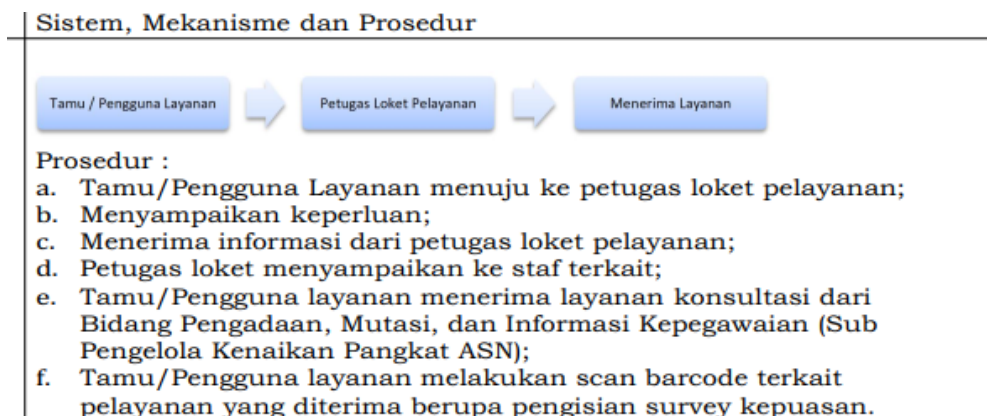 Sistem, Mekanisme dan Prosedur
Tamu / Pengguna Layanan
Petugas Loket Pelayanan
Menerima Layanan
Prosedur :
a. Tamu/Pengguna Layanan menuju ke petugas loket pelayanan;
b. Menyampaikan keperluan;
c. Menerima informasi dari petugas loket pelayanan;
d. Petugas loket menyampaikan ke staf terkait;
e. Tamu/Pengguna layanan menerima layanan konsultasi dari
Bidang Pengadaan, Mutasi, dan Informasi Kepegawaian (Sub
Pengelola Kenaikan Pangkat ASN);
f. Tamu/Pengguna layanan melakukan scan barcode terkait
pelayanan yang diterima berupa pengisian survey kepuasan.